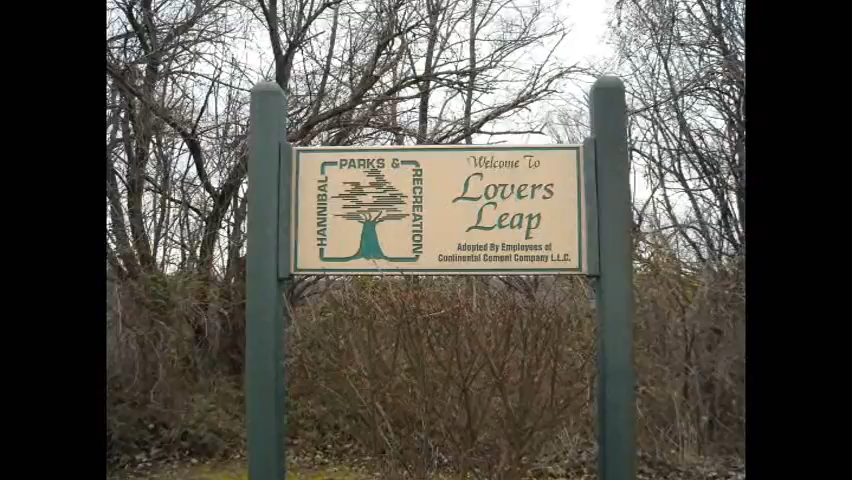 HANNIBAL
PARKS &
RECREATION
Welcome To
Lovers
Leap
Adopted By Employees of
Continental Cement Company L.L.C.